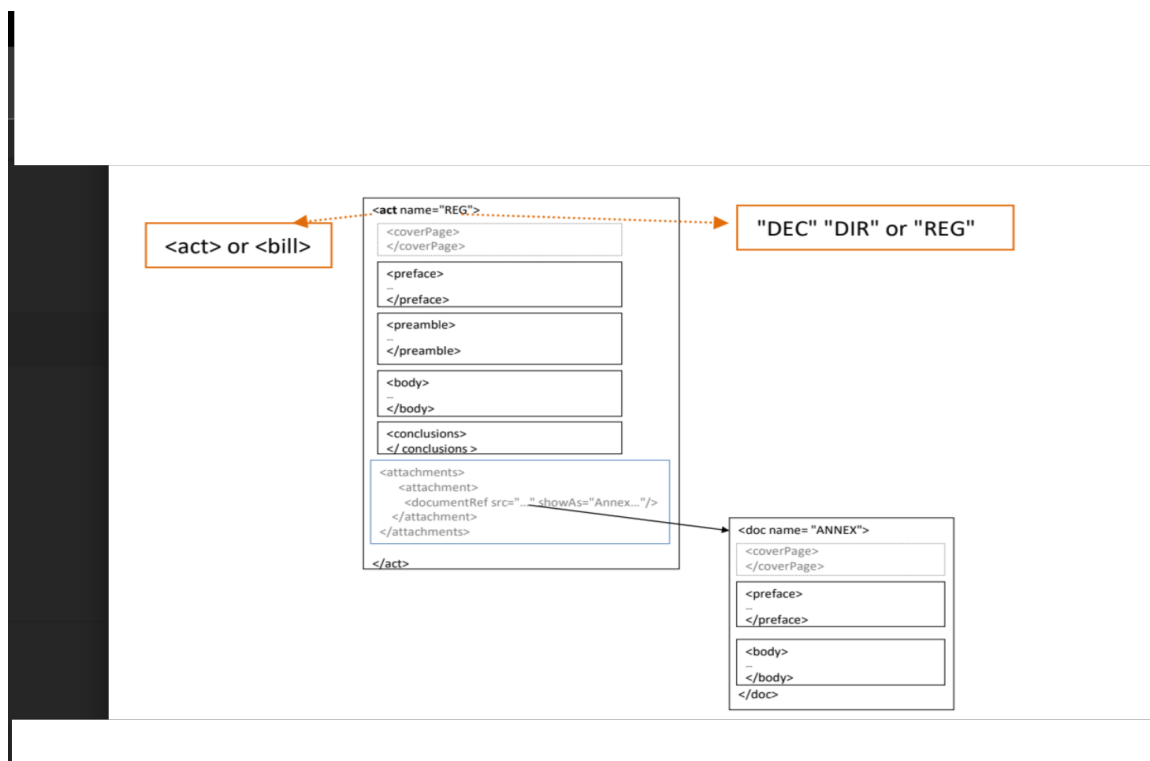 <act> or <bill>
<act name="REG">
<coverPage>
</coverPage>
<preface>
...
</preface>
<preamble>
...
</preamble>
<body>
...
</body>
<conclusions>
</ conclusions >
<attachments>
<attachment>
<documentRef src="..." showAs="Annex..."/>
</attachment>
</attachments>
</act>
"DEC" "DIR" or "REG"
<doc name= "ANNEX">
<coverPage>
</coverPage>
<preface>
...
</preface>
<body>
...
</body>
</doc>